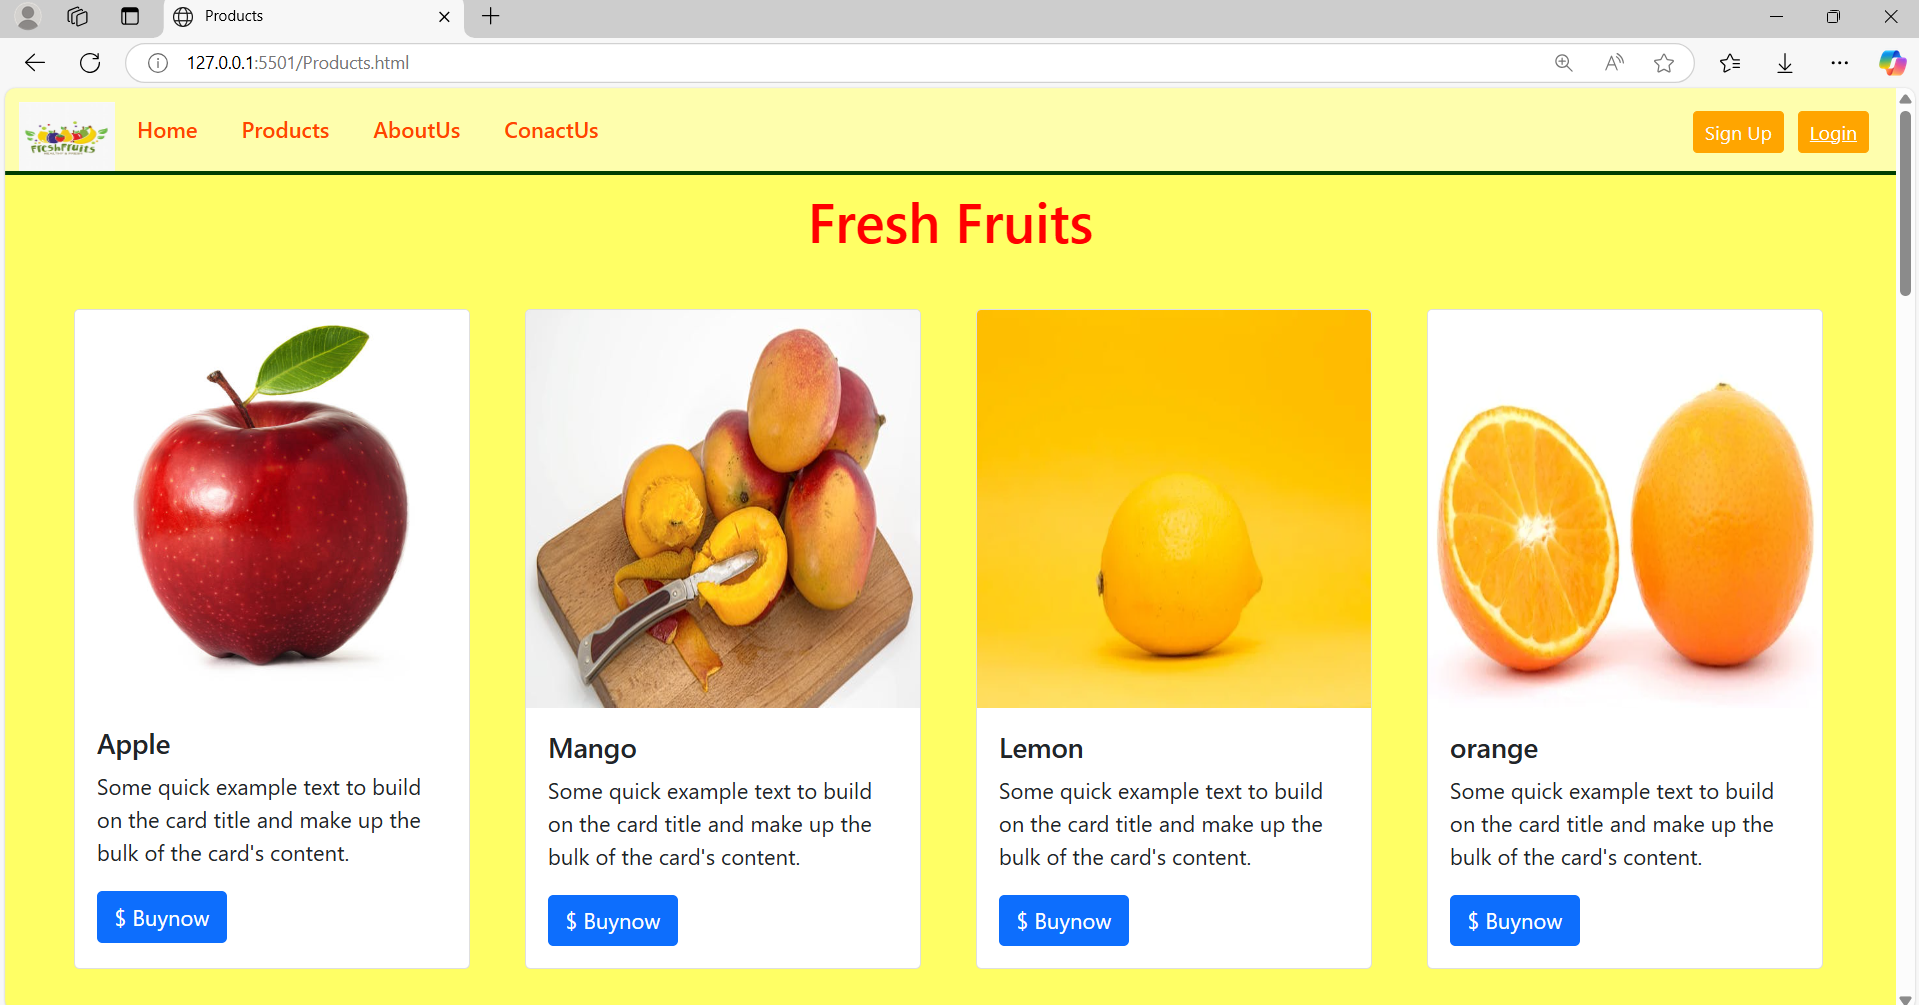 Products
127.0.0.1:5501/Products.html
FreshFruits
Home Products AboutUs ConactUs
Sign Up Login
Fresh Fruits
Apple
Some quick example text to build
on the card title and make up the
bulk of the card's content.
$ Buynow
Mango
Some quick example text to build
on the card title and make up the
bulk of the card's content.
$ Buynow
Lemon
Some quick example text to build
on the card title and make up the
bulk of the card's content.
$ Buynow
orange
Some quick example text to build
on the card title and make up the
bulk of the card's content.
$ Buynow